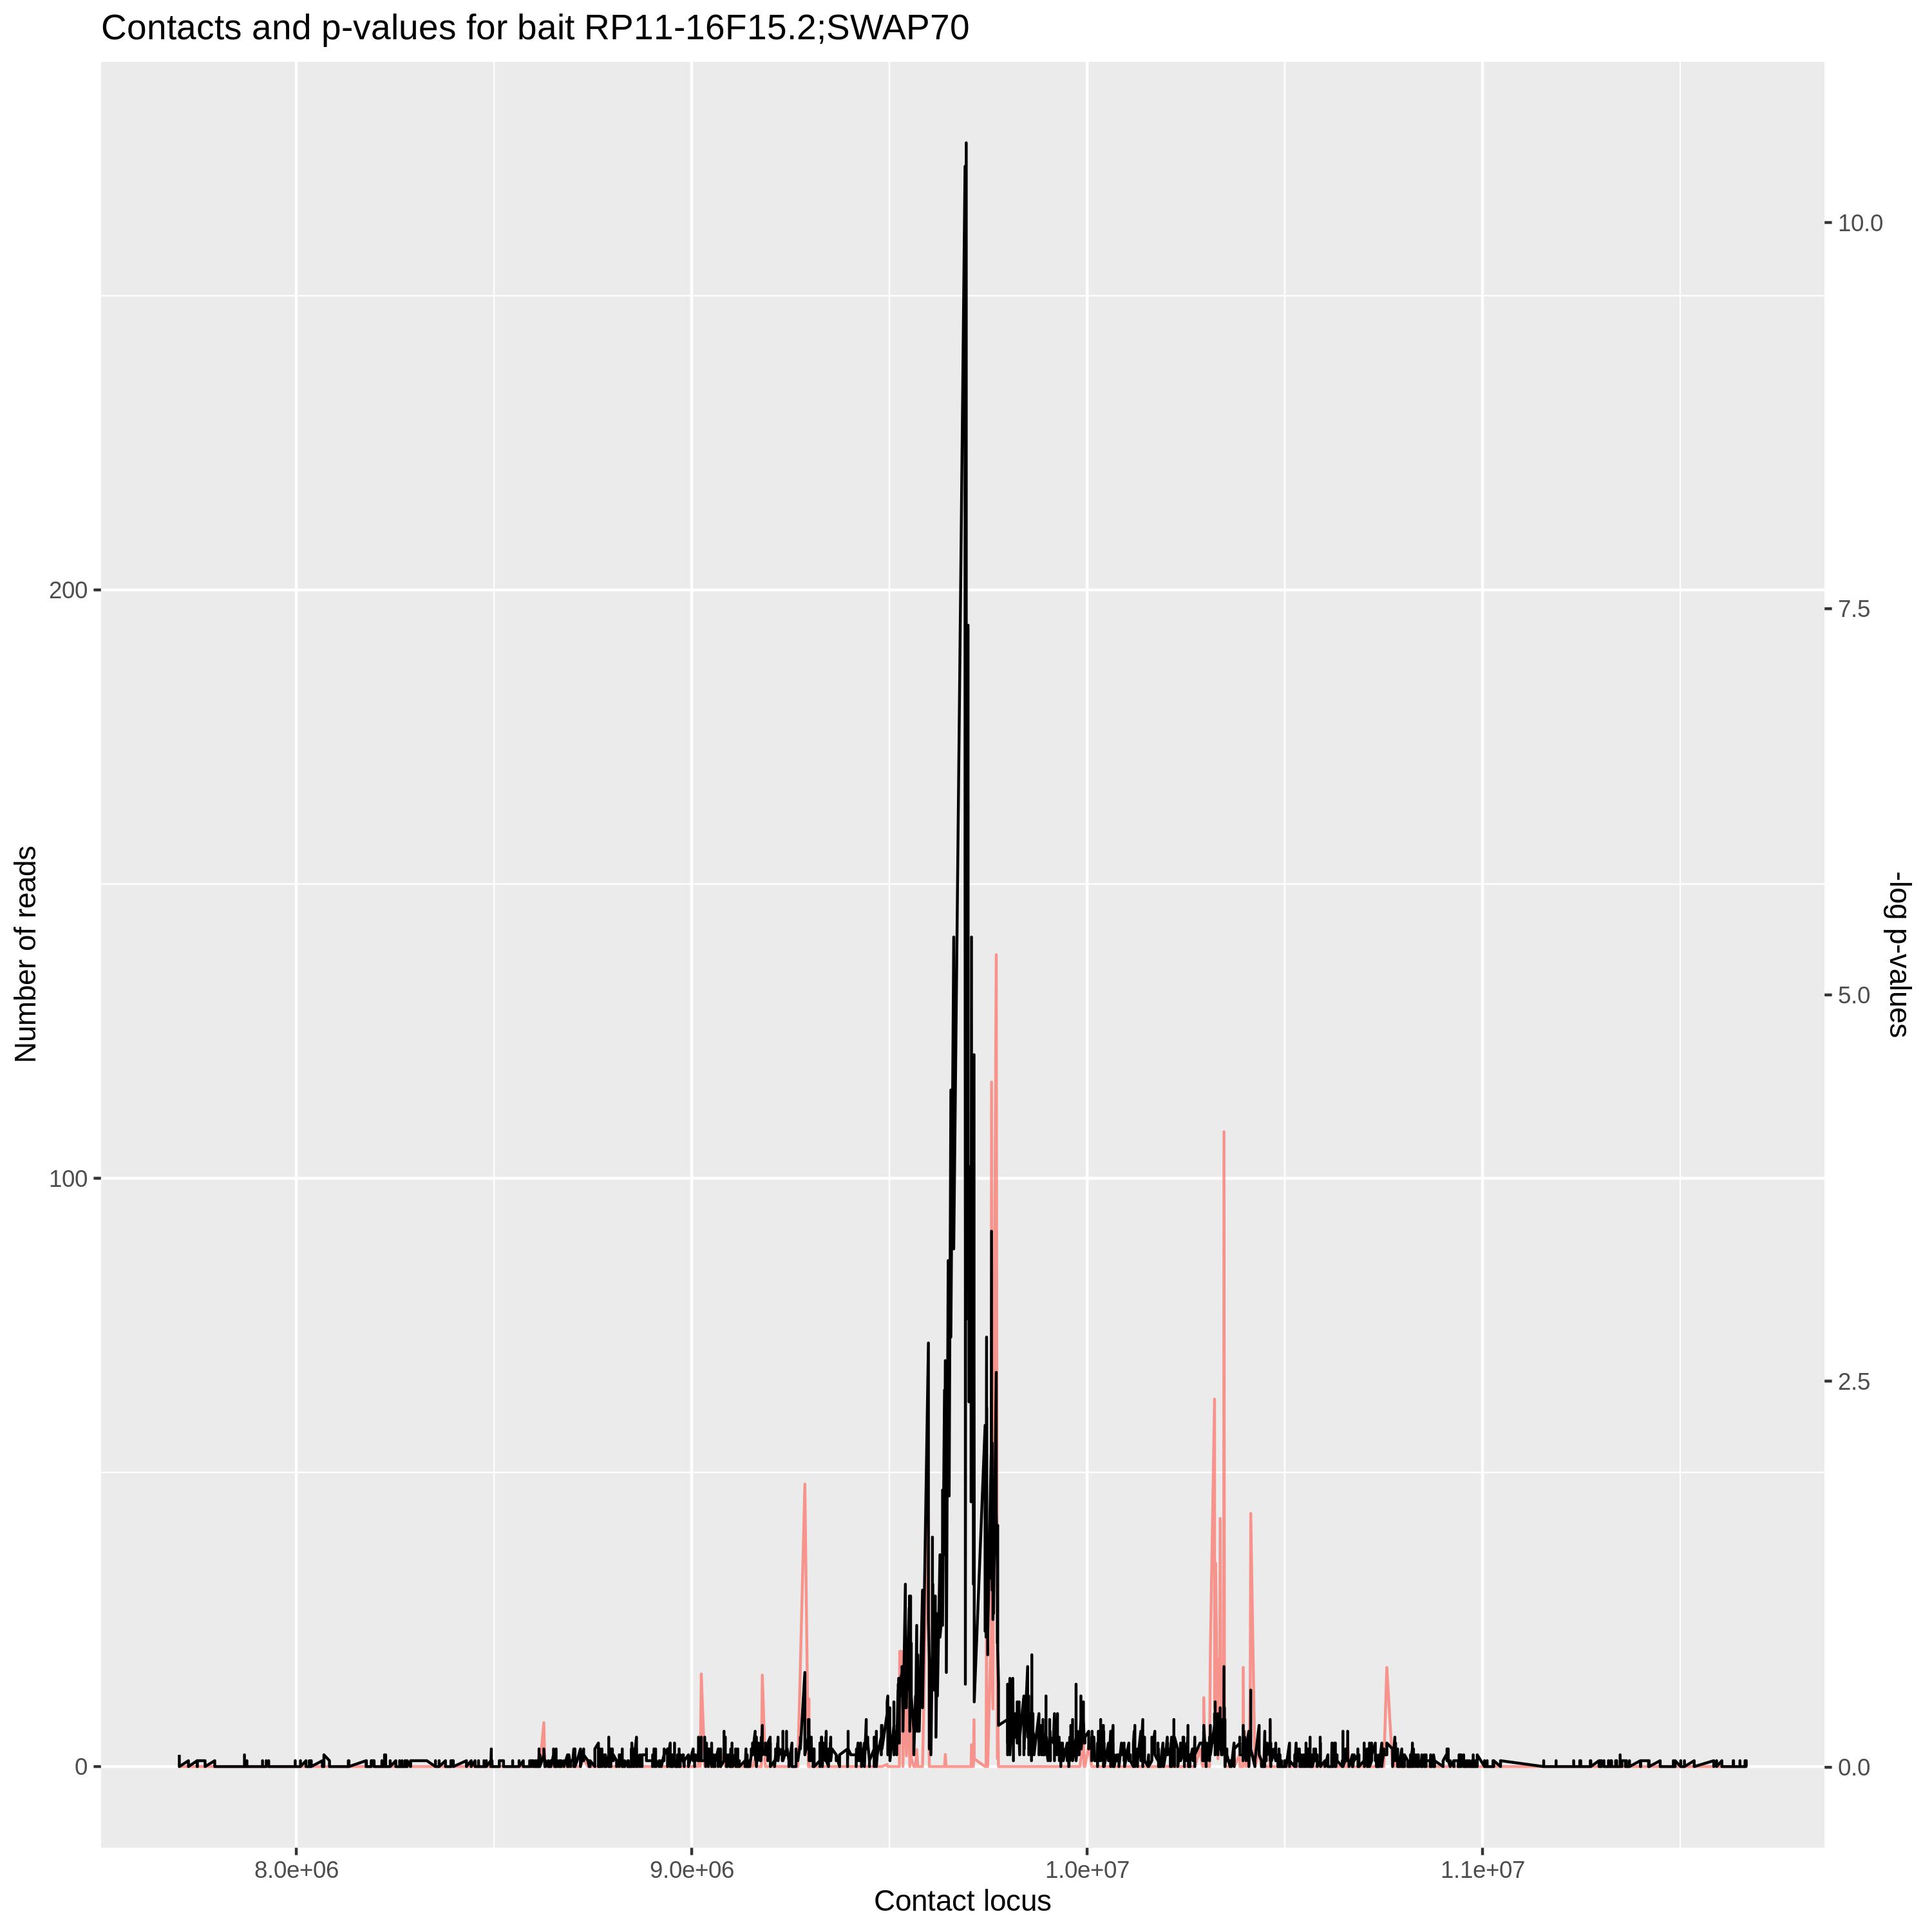 Contacts and p-values for bait RP11-16F15.2;SWAP70
Number of reads
200
100
0
10.0
7.5
5.0
2.5
0.0
-log p-values
8.0e+06 9.0e+06 1.0e+07 1.1e+07
Contact locus